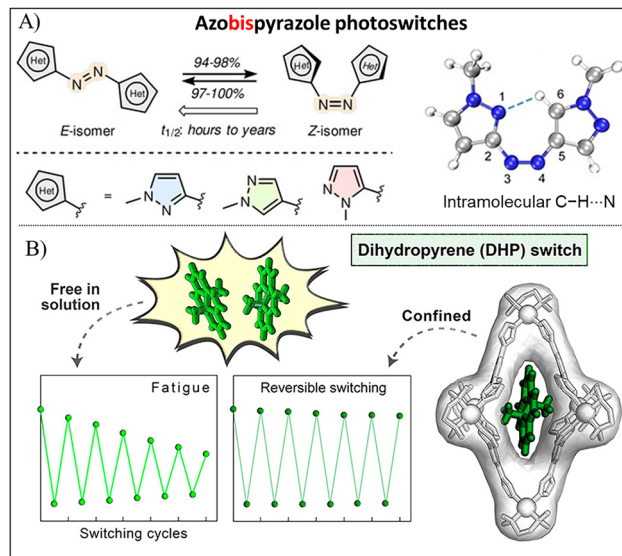 A) Azobispyrazole photoswitches
Het
N
N
Het
94-98%
97-100%
Het
Het
N=N
E-isomer
t1/2: hours to years
Z-isomer
1
2
3
4
5
6
Intramolecular C−H···N
Het
=
N
N
N
N
N
N
B)
Dihydropyrene (DHP) switch
Free in
solution
Confined
Fatigue
Reversible switching
Switching cycles